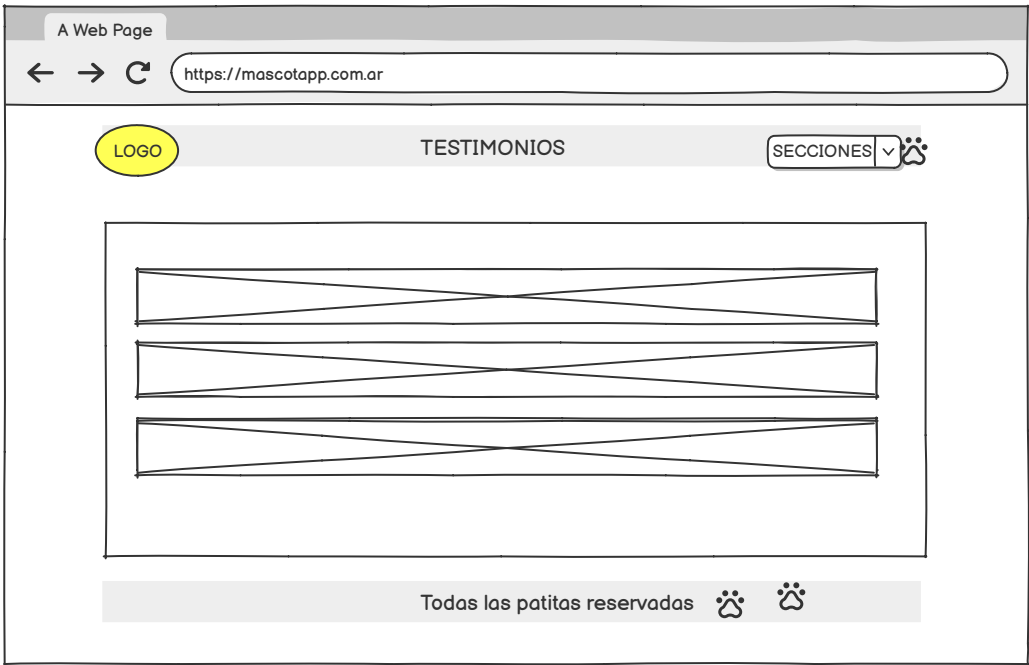 A Web Page
https://mascotapp.com.ar
LOGO
TESTIMONIOS
SECCIONES
Todas las patitas reservadas